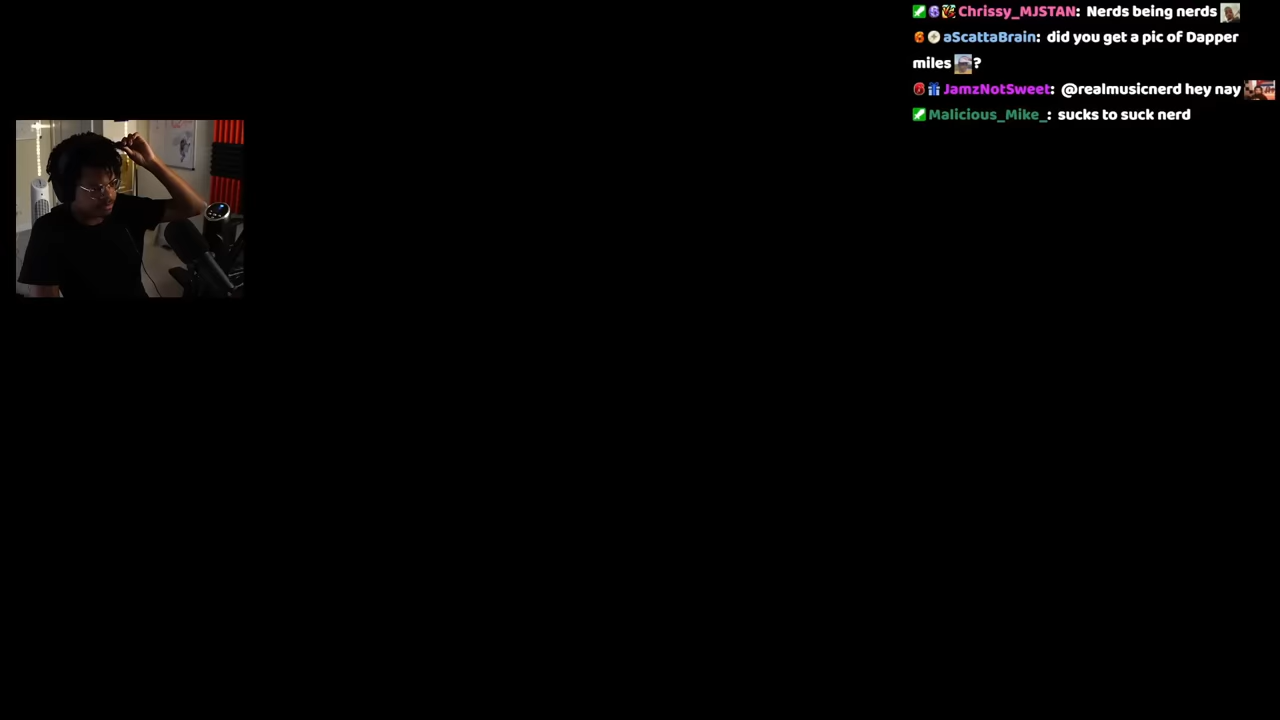 Chrissy_MJSTAN: Nerds being nerds
aScattaBrain: did you get a pic of Dapper
miles ?
JamzNotSweet: @realmusicnerd hey nay
Malicious_Mike_: sucks to suck nerd